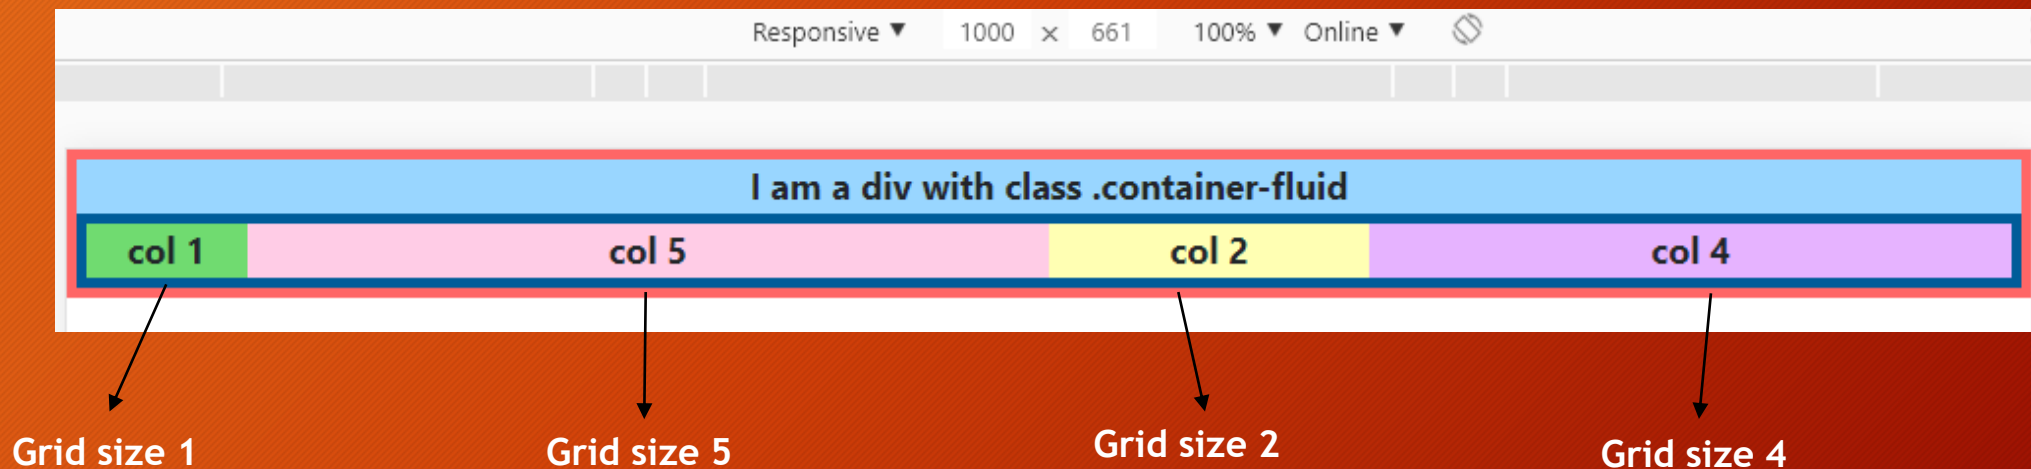 Responsive ▼ 1000 × 661 100% ▼ Online ▼
I am a div with class .container-fluid
col 1 col 5 col 2 col 4
Grid size 1 Grid size 5 Grid size 2 Grid size 4